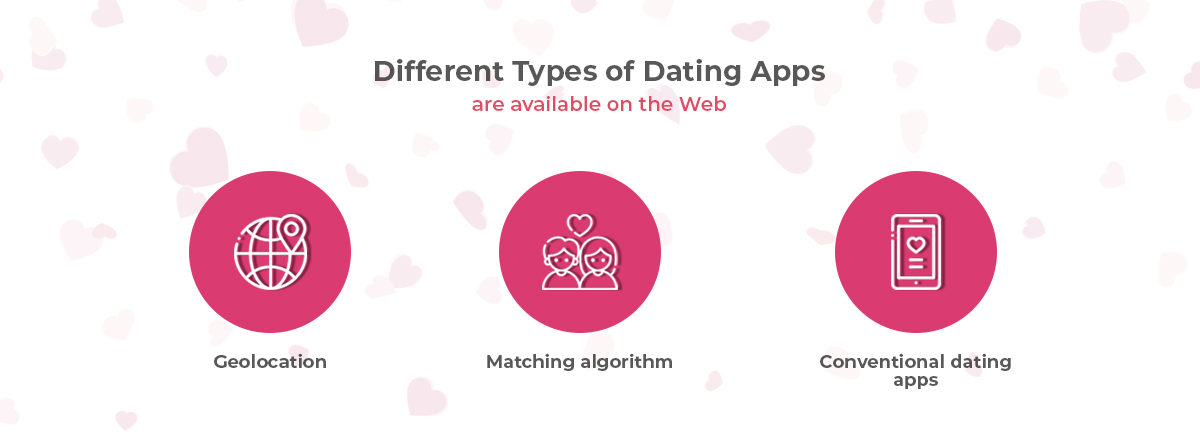 Different Types of Dating Apps
are available on the Web
Geolocation
Matching algorithm
Conventional dating
apps